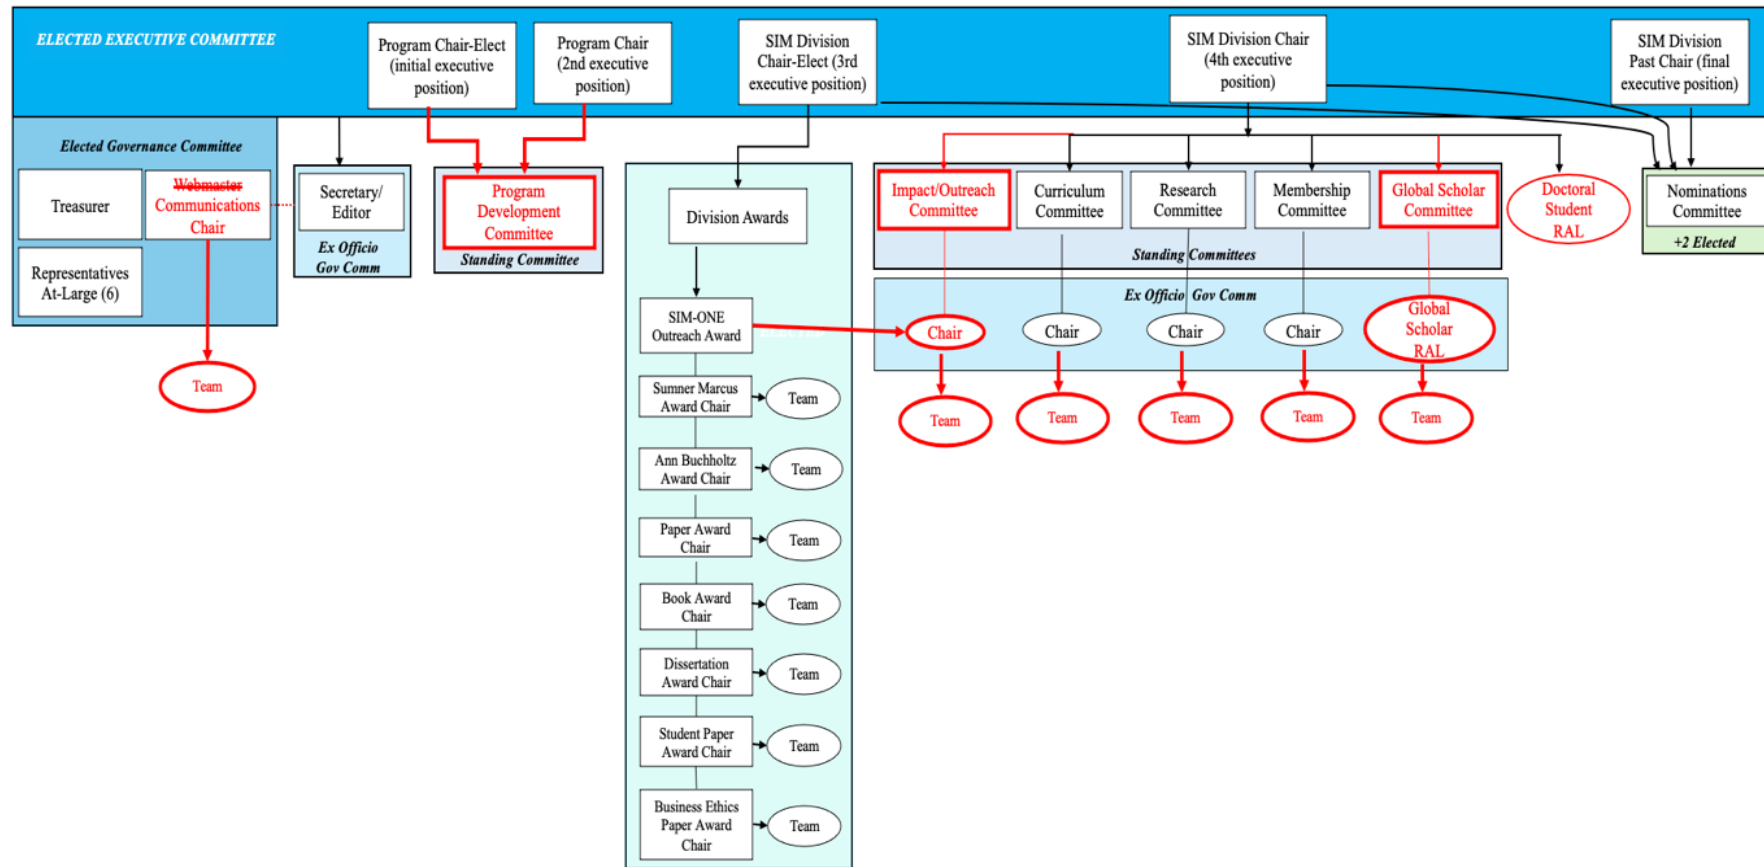 ELECTED EXECUTIVE COMMITTEE
Program Chair-Elect
(initial executive
position)
Program Chair
(2nd executive
position)
SIM Division
Chair-Elect (3rd
executive position)
SIM Division Chair
(4th executive
position)
SIM Division
Past Chair (final
executive position)
Elected Governance Committee
Treasurer
Webmaster
Communications
Chair
Representatives
At-Large (6)
Team
Secretary/
Editor
Ex Officio
Gov Comm
Program
Development
Committee
Standing Committee
Division Awards
SIM-ONE
Outreach Award
Sumner Marcus
Award Chair
Team
Ann Buchholtz
Award Chair
Team
Paper Award
Chair
Team
Book Award
Chair
Team
Dissertation
Award Chair
Team
Student Paper
Award Chair
Team
Business Ethics
Paper Award
Chair
Team
Impact/Outreach
Committee
Curriculum
Committee
Research
Committee
Membership
Committee
Global Scholar
Committee
Standing Committees
Doctoral
Student
RAL
Nominations
Committee
+2 Elected
Ex Officio Gov Comm
Chair
Chair
Chair
Chair
Global
Scholar
RAL
Team
Team
Team
Team
Team